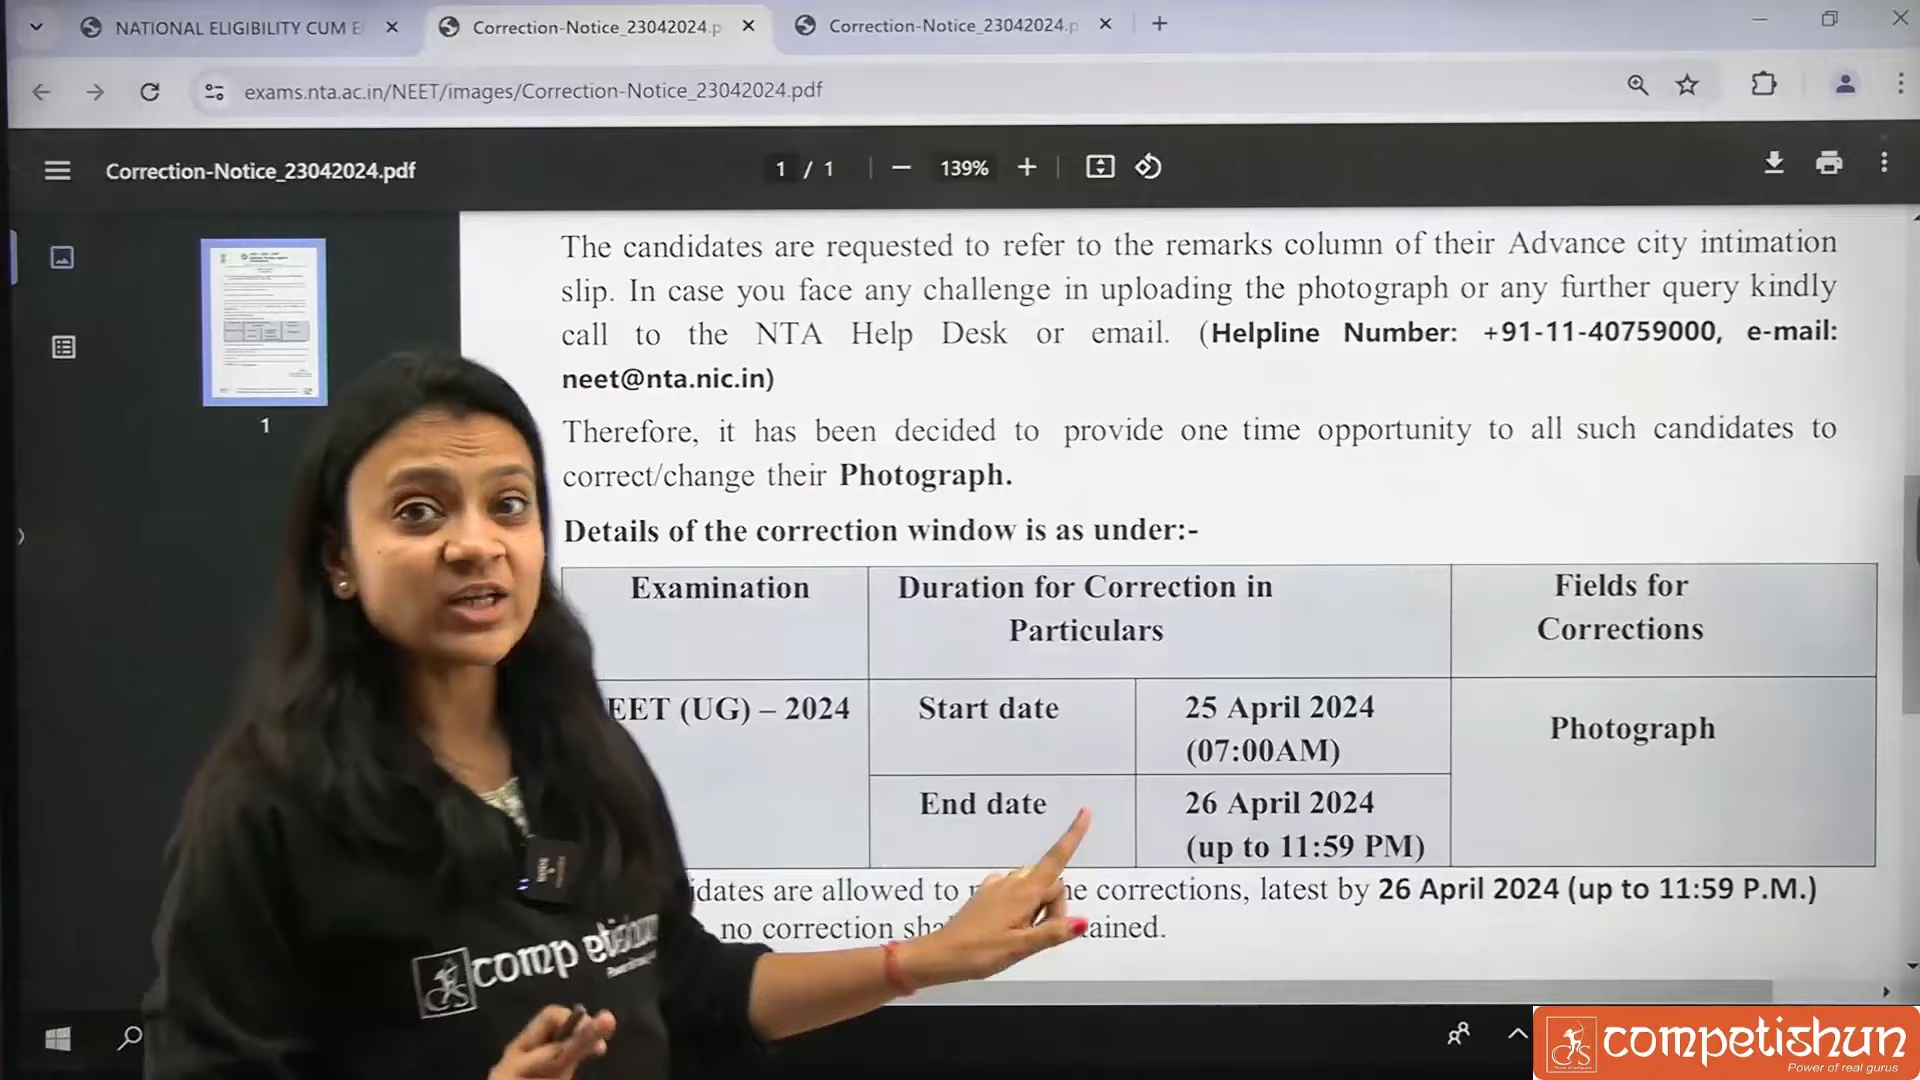 NATIONAL ELIGIBILITY CUM E
Correction-Notice_23042024.p
Correction-Notice_23042024.p
exams.nta.ac.in/NEET/images/Correction-Notice_23042024.pdf
Correction-Notice_23042024.pdf
1 / 1
139%
1
The candidates are requested to refer to the remarks column of their Advance city intimation
slip. In case you face any challenge in uploading the photograph or any further query kindly
call to the NTA Help Desk or email. (Helpline Number: +91-11-40759000, e-mail:
neet@nta.nic.in)
Therefore, it has been decided to provide one time opportunity to all such candidates to
correct/change their Photograph.
Details of the correction window is as under:-
Examination
Duration for Correction in
Particulars
Fields for
Corrections
EET (UG) – 2024
Start date
25 April 2024
(07:00AM)
Photograph
End date
26 April 2024
(up to 11:59 PM)
idates are allowed to he corrections, latest by 26 April 2024 (up to 11:59 P.M.)
no correction sha ained.
competishun
competishun
Power of real gurus